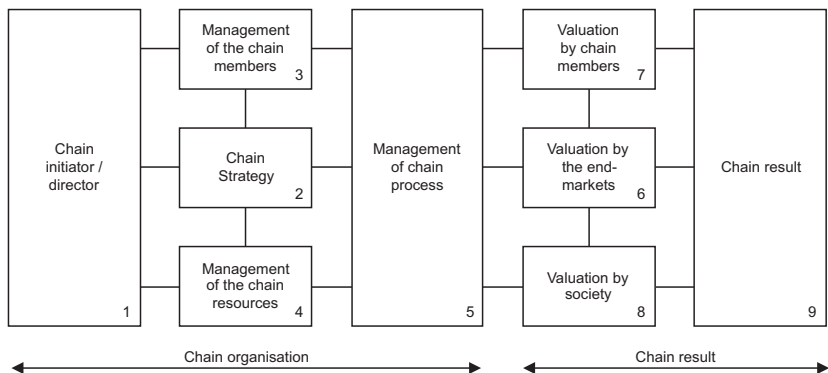 Chain
initiator /
director
1
Management
of the chain
members
3
Chain
Strategy
2
Management
of the chain
resources
4
Management
of chain
process
5
Valuation
by chain
members
7
Valuation by
the end-
markets
6
Valuation by
society
8
Chain result
9
Chain organisation
Chain result